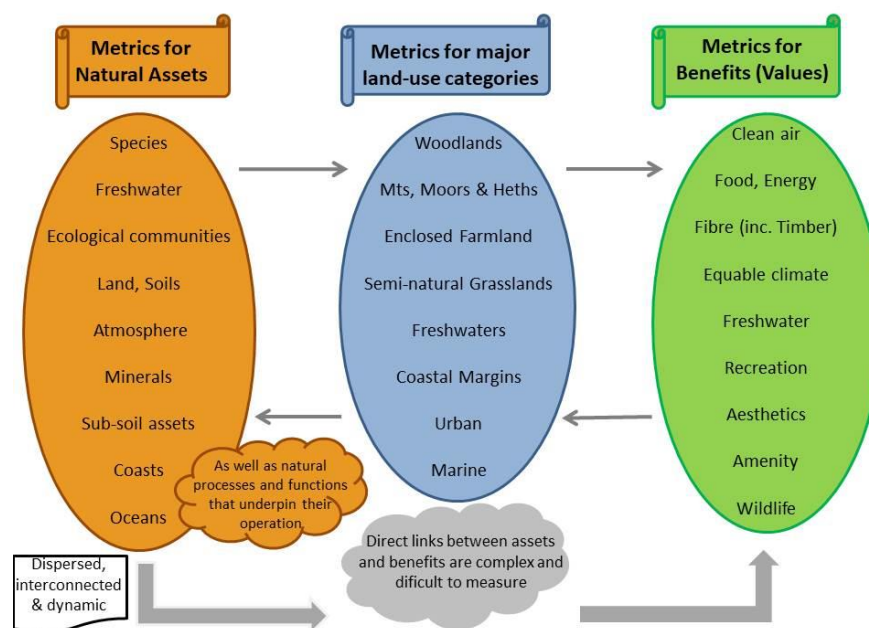 Metrics for
Natural Assets
Metrics for major
land-use categories
Metrics for
Benefits (Values)
Species
Freshwater
Ecological communities
Land, Soils
Atmosphere
Minerals
Sub-soil assets
Coasts
Oceans
As well as natural
processes and functions
that underpin their
operation
Woodlands
Mts, Moors & Heths
Enclosed Farmland
Semi-natural Grasslands
Freshwaters
Coastal Margins
Urban
Marine
Clean air
Food, Energy
Fibre (inc. Timber)
Equable climate
Freshwater
Recreation
Aesthetics
Amenity
Wildlife
Dispersed,
interconnected
& dynamic
Direct links between assets
and benefits are complex and
dificult to measure